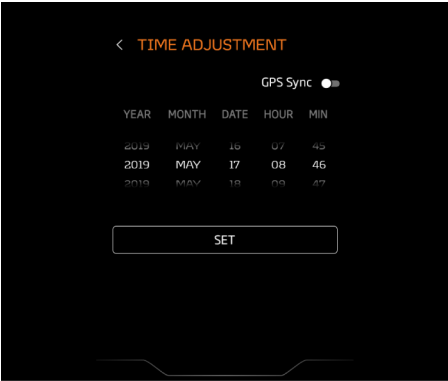 < TIME ADJUSTMENT
GPS Sync
YEAR MONTH DATE HOUR MIN
2019 MAY 16 07 45
2019 MAY 17 08 46
2019 MAY 18 09 47
SET